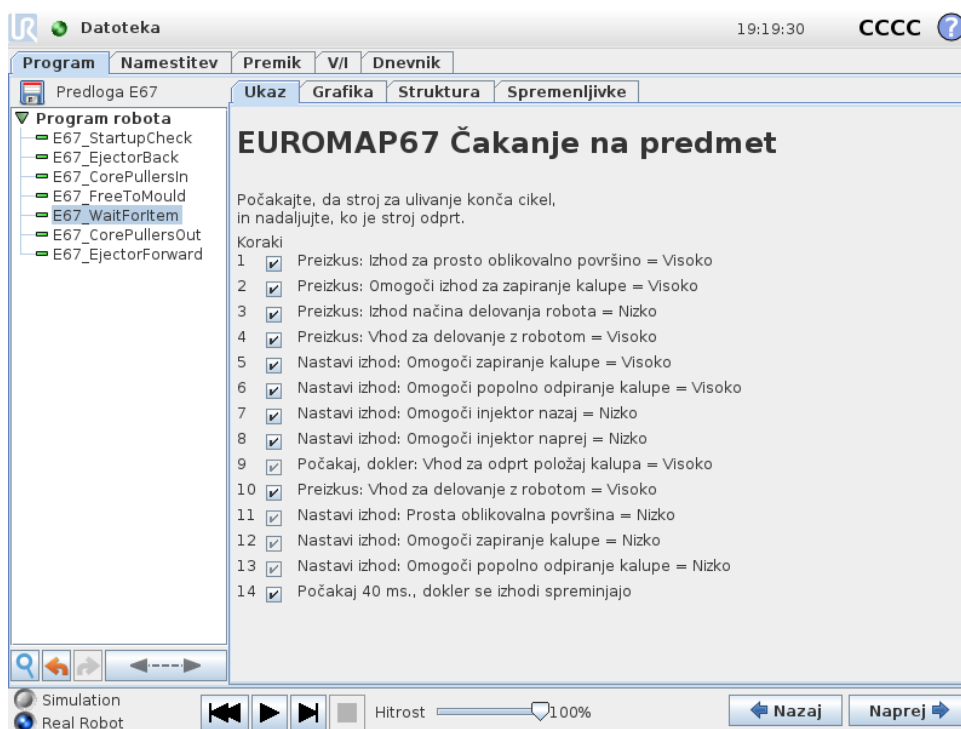 UR Datoteka 19:19:30 CCCC ?
Program Namestitev Premik V/I Dnevnik
Predloga E67
Ukaz Grafika Struktura Spremenljivke
Program robota
E67_StartupCheck
E67_EjectorBack
E67_CorePullersIn
E67_FreeToMould
E67_WaitForItem
E67_CorePullersOut
E67_EjectorForward
EUROMAP67 Čakanje na predmet
Počakajte, da stroj za ulivanje konča cikel,
in nadaljujte, ko je stroj odprt.
Koraki
1 Preizkus: Izhod za prosto oblikovalno površino = Visoko
2 Preizkus: Omogoči izhod za zapiranje kalupe = Visoko
3 Preizkus: Izhod načina delovanja robota = Nizko
4 Preizkus: Vhod za delovanje z robotom = Visoko
5 Nastavi izhod: Omogoči zapiranje kalupe = Visoko
6 Nastavi izhod: Omogoči popolno odpiranje kalupe = Visoko
7 Nastavi izhod: Omogoči injektor nazaj = Nizko
8 Nastavi izhod: Omogoči injektor naprej = Nizko
9 Počakaj, dokler: Vhod za odprt položaj kalupa = Visoko
10 Preizkus: Vhod za delovanje z robotom = Visoko
11 Nastavi izhod: Prosta oblikovalna površina = Nizko
12 Nastavi izhod: Omogoči zapiranje kalupe = Nizko
13 Nastavi izhod: Omogoči popolno odpiranje kalupe = Nizko
14 Počakaj 40 ms., dokler se izhodi spreminjajo
Simulation
Real Robot
Hitrost 100%
Nazaj Naprej